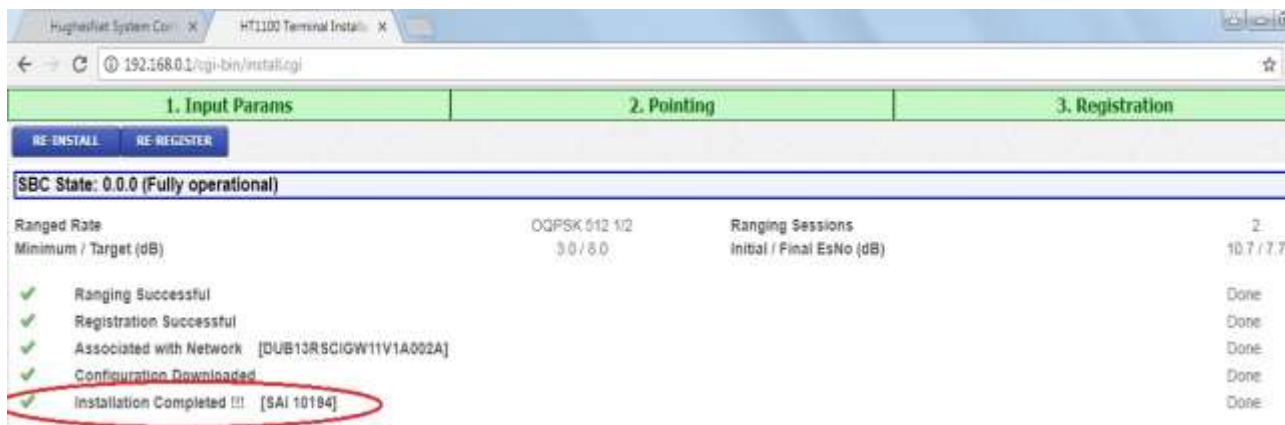 HughesNet System Con
HT1100 Terminal Install
192.168.0.1/cgi-bin/install.cgi
1. Input Params
2. Pointing
3. Registration
RE-INSTALL
RE-REGISTER
SBC State: 0.0.0 (Fully operational)
Ranged Rate
OQPSK 512 1/2
Ranging Sessions
2
Minimum / Target (dB)
3.0 / 8.0
Initial / Final EsNo (dB)
10.7 / 7.7
Ranging Successful
Done
Registration Successful
Done
Associated with Network [DUB13RSCIGW11V1A002A]
Done
Configuration Downloaded
Done
Installation Completed !!! [SAI 10194]
Done